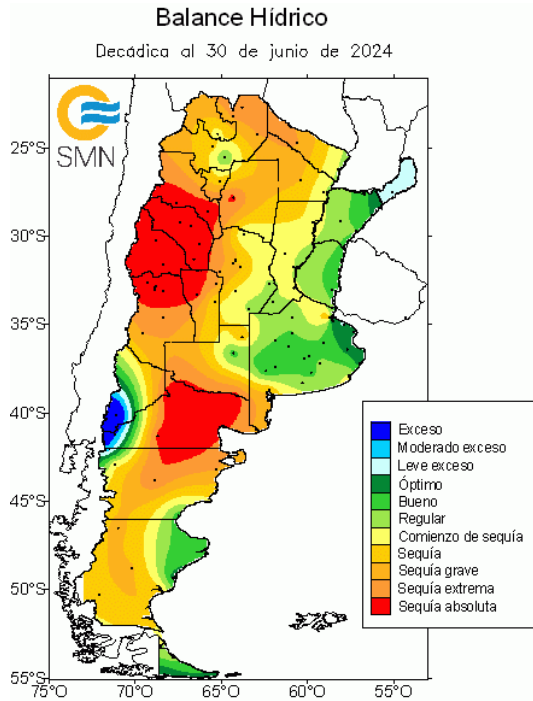 Balance Hídrico
Decádica al 30 de junio de 2024
SMN
25°S
30°S
35°S
40°S
45°S
50°S
55°S
75°O
70°O
65°O
60°O
55°O
Exceso
Moderado exceso
Leve exceso
Óptimo
Bueno
Regular
Comienzo de sequía
Sequía
Sequía grave
Sequía extrema
Sequía absoluta